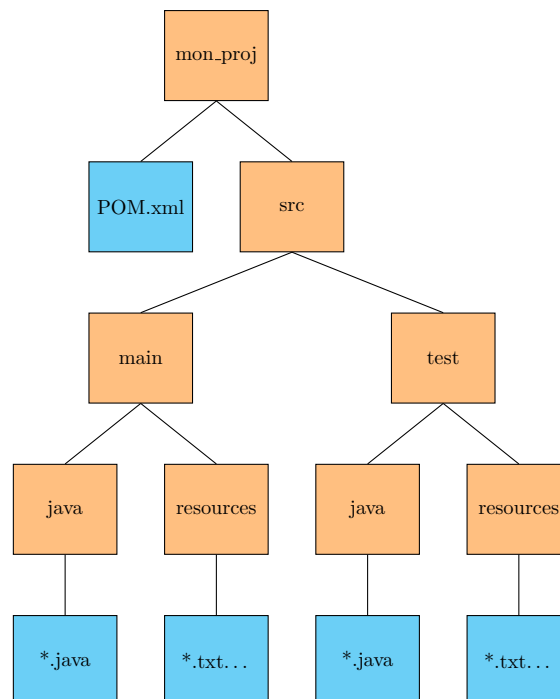 mon_proj
POM.xml
src
main
test
java
resources
java
resources
*.java
*.txt...
*.java
*.txt...